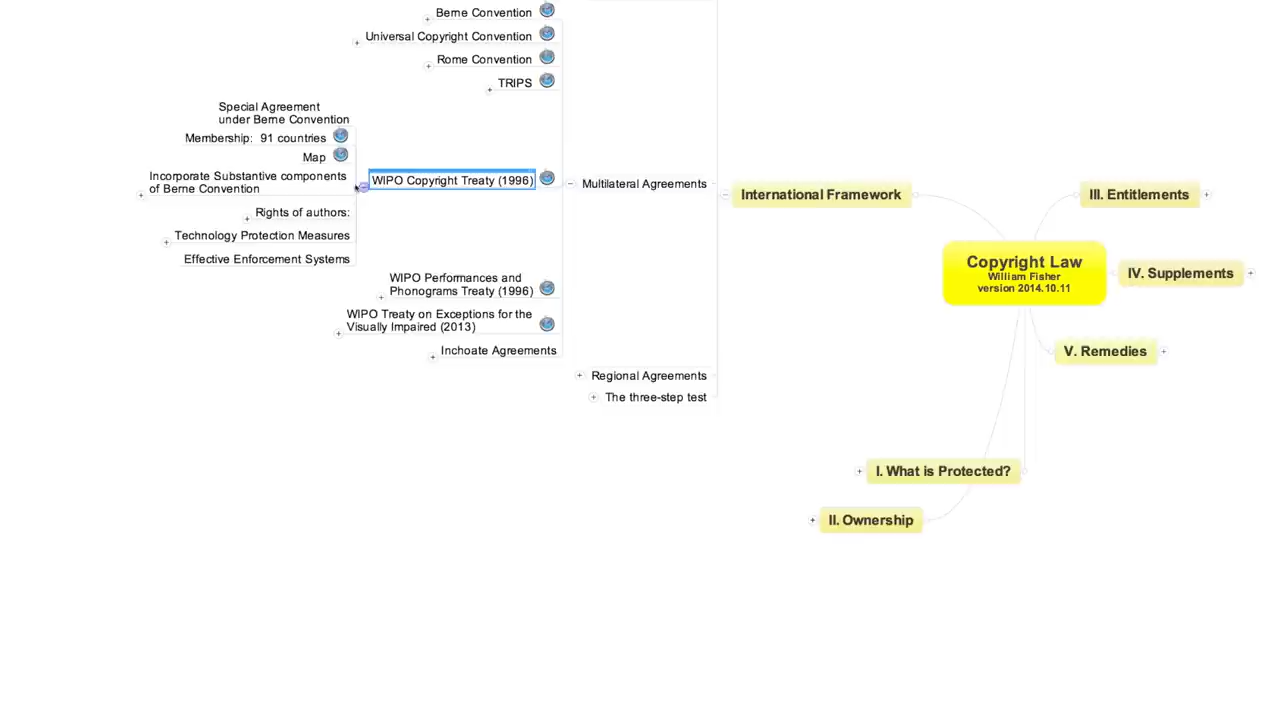 Berne Convention
Universal Copyright Convention
Rome Convention
TRIPS
Special Agreement
under Berne Convention
Membership:  91 countries
Map
Incorporate Substantive components
of Berne Convention
Rights of authors:
Technology Protection Measures
Effective Enforcement Systems
WIPO Copyright Treaty (1996)
WIPO Performances and
Phonograms Treaty (1996)
WIPO Treaty on Exceptions for the
Visually Impaired (2013)
Inchoate Agreements
Multilateral Agreements
Regional Agreements
The three-step test
International Framework
Copyright Law
William Fisher
version 2014.10.11
III. Entitlements
IV. Supplements
V. Remedies
I. What is Protected?
II. Ownership